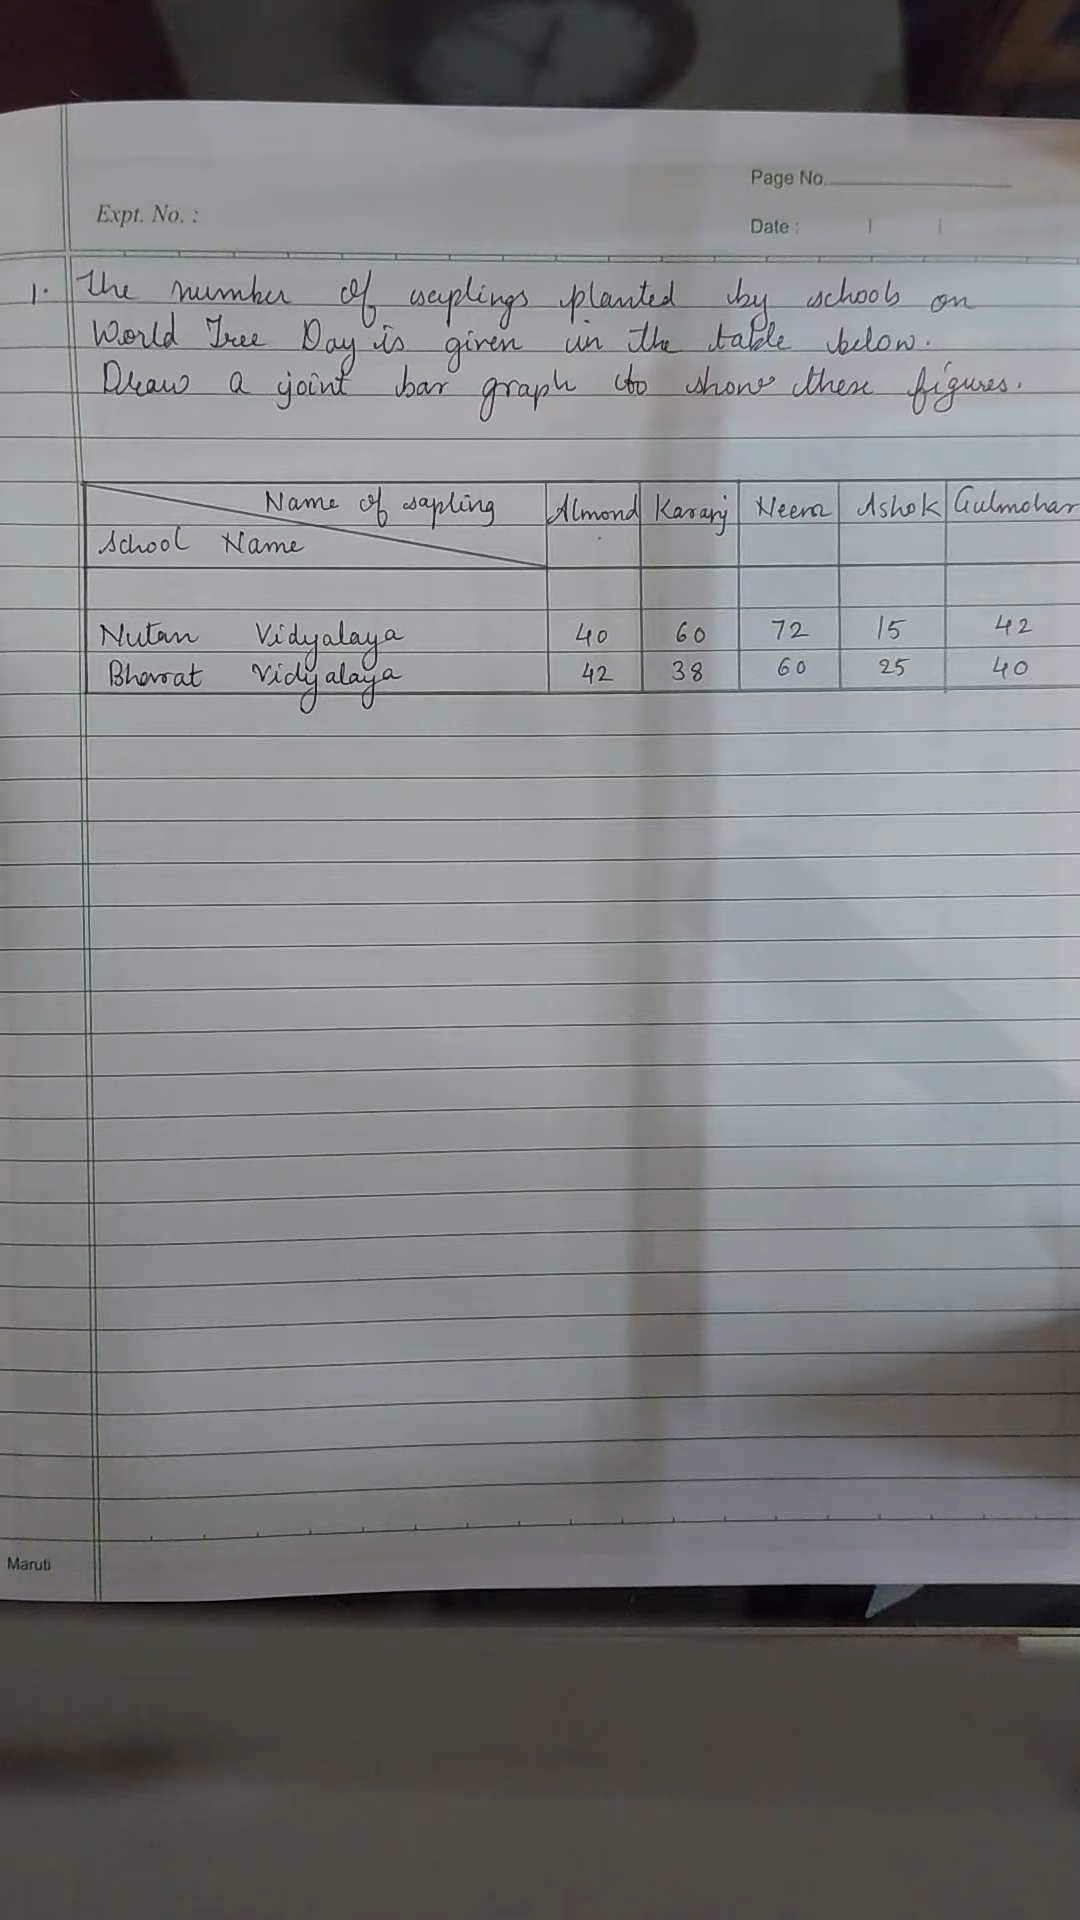 Page No.
Expt. No. :
Date :
1. The number of saplings planted by schools on
World Tree Day is given in the table below.
Draw a joint bar graph to show these figures.
Name of sapling Almond Karanj Neem Ashok Gulmohar
School Name
Nutan Vidyalaya 40 60 72 15 42
Bharat Vidyalaya 42 38 60 25 40
Maruti